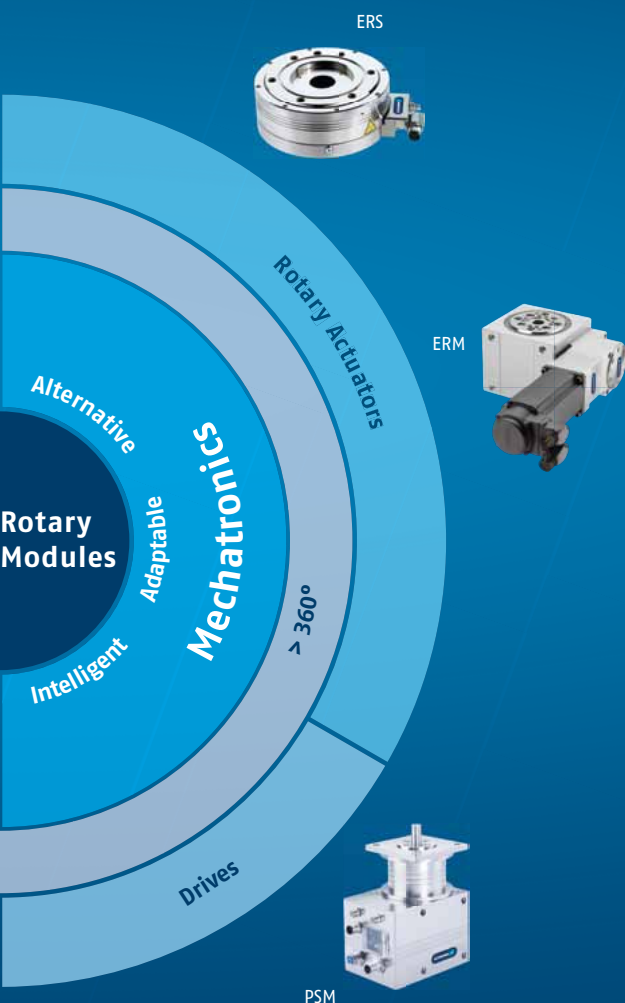 ERS
Rotary Actuators
ERM
Alternative
Mechatronics
Adaptable
Rotary
Modules
> 360°
Intelligent
Drives
PSM